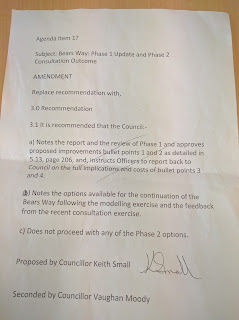 Agenda Item 17
Subject: Bears Way: Phase 1 Update and Phase 2
Consultation Outcome
AMENDMENT
Replace recommendation with,
3.0 Recommendation
3.1 It is recommended that the Council:-
a) Notes the report and the review of Phase 1 and approves
proposed improvements bullet points 1 and 2 as detailed in
5.13, page 206, and, instructs Officers to report back to
Council on the full implications and costs of bullet points 3
and 4.
b) Notes the options available for the continuation of the
Bears Way following the modelling exercise and the feedback
from the recent consultation exercise.
c) Does not proceed with any of the Phase 2 options.
Proposed by Councillor Keith Small
K Small
Seconded by Councillor Vaughan Moody